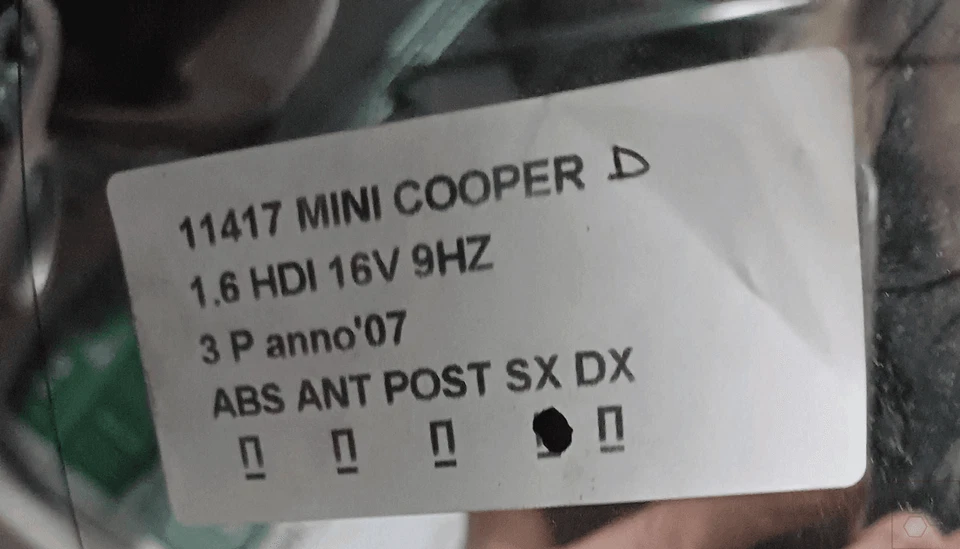 11417 MINI COOPER D
1.6 HDI 16V 9HZ
3 P anno'07
ABS ANT POST SX DX